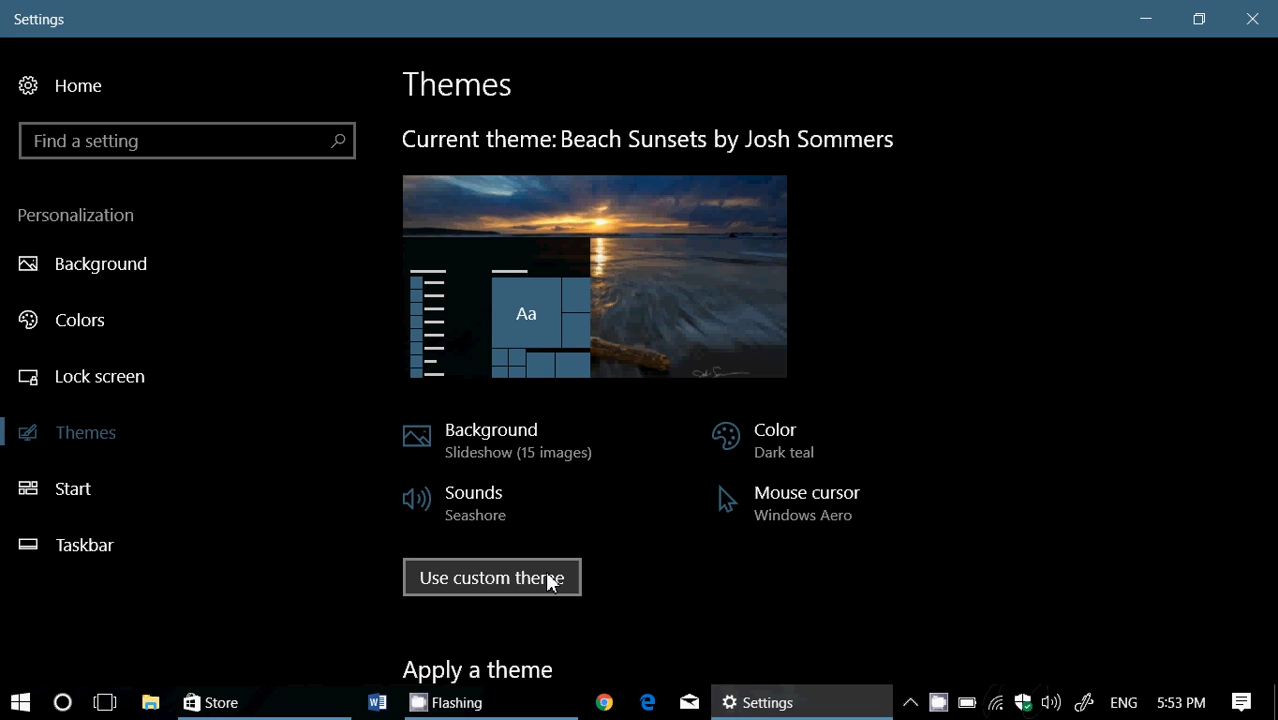 Settings
Home
Find a setting
Personalization
Background
Colors
Lock screen
Themes
Start
Taskbar
Themes
Current theme: Beach Sunsets by Josh Sommers
Aa
Background
Slideshow (15 images)
Color
Dark teal
Sounds
Seashore
Mouse cursor
Windows Aero
Use custom theme
Apply a theme
Store
Flashing
Settings
ENG
5:53 PM